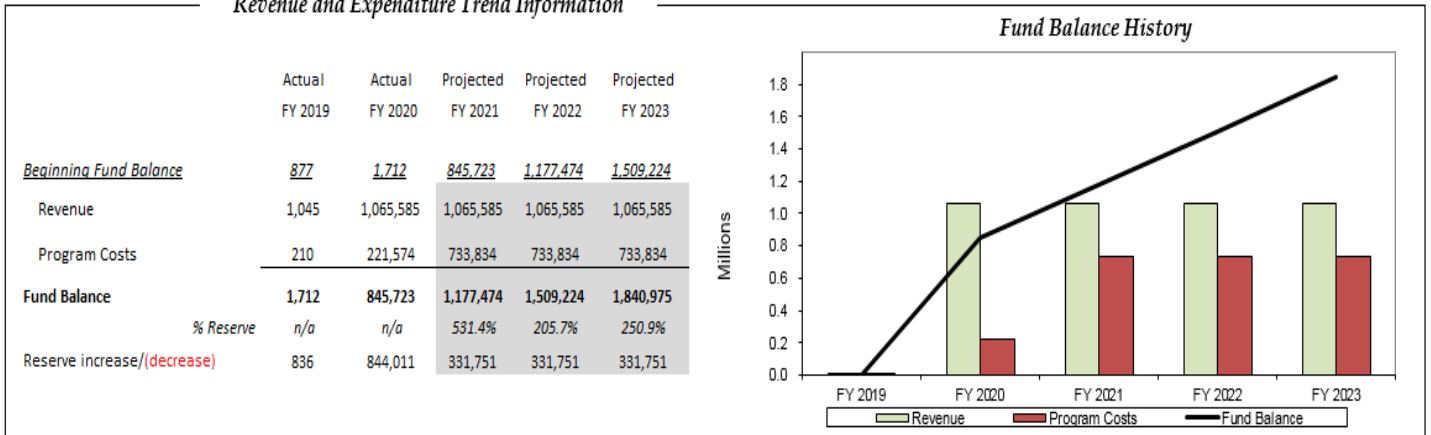 Revenue and Expenditure Trend Information
Actual Actual Projected Projected Projected
FY 2019 FY 2020 FY 2021 FY 2022 FY 2023
Beginning Fund Balance 877 1,712 845,723 1,177,474 1,509,224
Revenue 1,045 1,065,585 1,065,585 1,065,585 1,065,585
Program Costs 210 221,574 733,834 733,834 733,834
Fund Balance 1,712 845,723 1,177,474 1,509,224 1,840,975
% Reserve n/a n/a 531.4% 205.7% 250.9%
Reserve increase/(decrease) 836 844,011 331,751 331,751 331,751
Fund Balance History
Millions
1.8
1.6
1.4
1.2
1.0
0.8
0.6
0.4
0.2
0.0
FY 2019 FY 2020 FY 2021 FY 2022 FY 2023
Revenue Program Costs Fund Balance